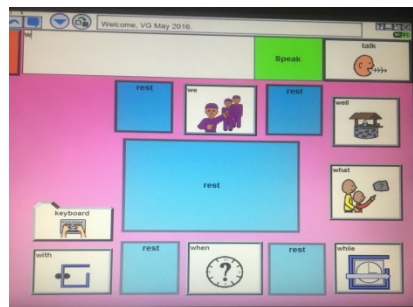 Welcome, VG May 2016.
w
Speak
talk
rest
we
rest
well
rest
what
keyboard
with
rest
when
rest
while